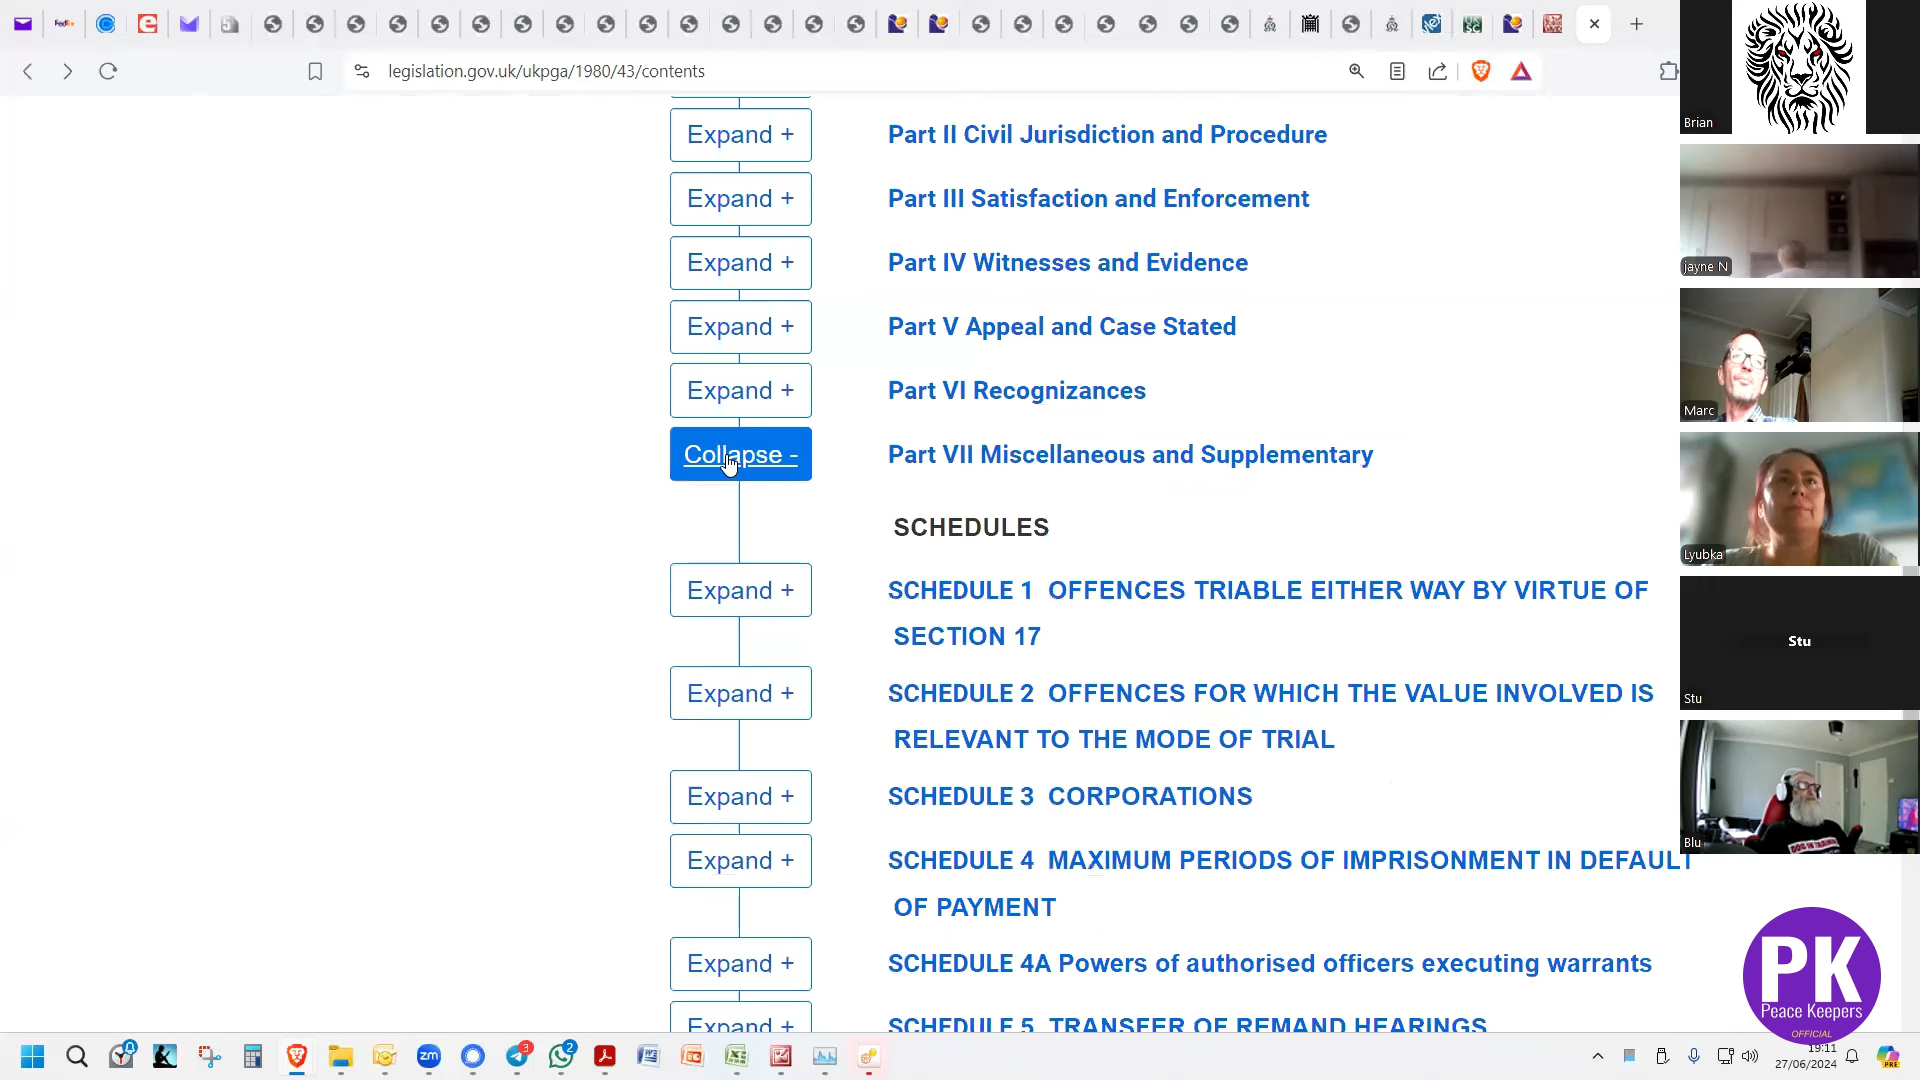 legislation.gov.uk/ukpga/1980/43/contents
Expand + Part II Civil Jurisdiction and Procedure
Expand + Part III Satisfaction and Enforcement
Expand + Part IV Witnesses and Evidence
Expand + Part V Appeal and Case Stated
Expand + Part VI Recognizances
Collapse - Part VII Miscellaneous and Supplementary
SCHEDULES
Expand + SCHEDULE 1 OFFENCES TRIABLE EITHER WAY BY VIRTUE OF
SECTION 17
Expand + SCHEDULE 2 OFFENCES FOR WHICH THE VALUE INVOLVED IS
RELEVANT TO THE MODE OF TRIAL
Expand + SCHEDULE 3 CORPORATIONS
Expand + SCHEDULE 4 MAXIMUM PERIODS OF IMPRISONMENT IN DEFAULT
OF PAYMENT
Expand + SCHEDULE 4A Powers of authorised officers executing warrants
Expand + SCHEDULE 5 TRANSFER OF REMAND HEARINGS
Brian
jayne N
Marc
Lyubka
Stu
Stu
Blu
PK
Peace Keepers
OFFICIAL
zm
3
2
19:11
27/06/2024